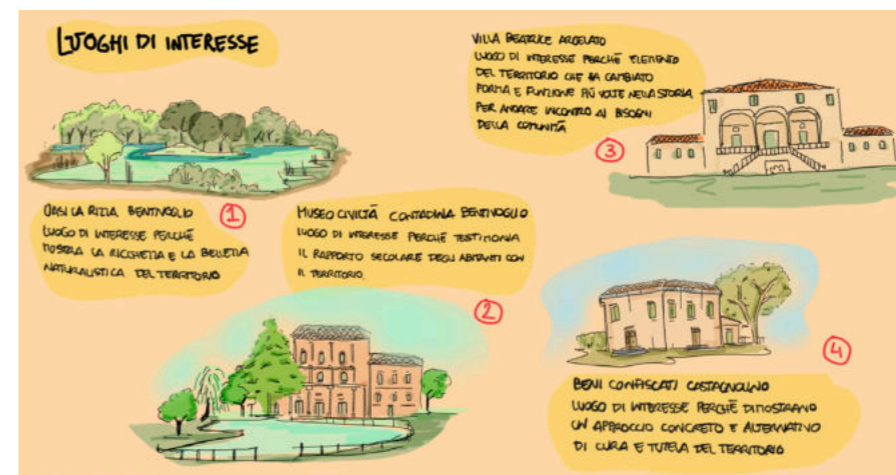 LUOGHI DI INTERESSE
OASI LA RIZZA BENTIVOGLIO
LUOGO DI INTERESSE PERCHÈ
MOSTRA LA RICCHEZZA E LA BELLEZZA
NATURALISTICA DEL TERRITORIO
1
MUSEO CIVILTÀ CONTADINA BENTIVOGLIO
LUOGO DI INTERESSE PERCHÈ TESTIMONIA
IL RAPPORTO SECOLARE DEGLI ABITANTI CON
IL TERRITORIO.
2
VILLA BEATRICE ARGELATO
LUOGO DI INTERESSE PERCHÈ ELEMENTO
DEL TERRITORIO CHE HA CAMBIATO
FORMA E FUNZIONE PIÙ VOLTE NELLA STORIA
PER ANDARE INCONTRO AI BISOGNI
DELLA COMUNITÀ
3
BENI CONFISCATI CASTAGNOLINO
LUOGO DI INTERESSE PERCHÈ DIMOSTRANO
UN' APPROCCIO CONCRETO E ALTERNATIVO
DI CURA E TUTELA DEL TERRITORIO
4